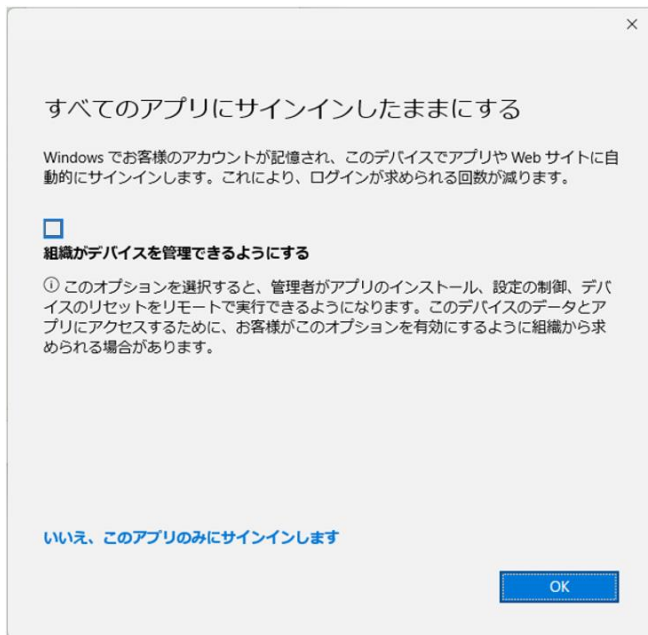 すべてのアプリにサインインしたままにする
Windows でお客様のアカウントが記憶され、このデバイスでアプリや Web サイトに自
動的にサインインします。これにより、ログインが求められる回数が減ります。
組織がデバイスを管理できるようにする
ⓘ このオプションを選択すると、管理者がアプリのインストール、設定の制御、デバ
イスのリセットをリモートで実行できるようになります。このデバイスのデータとア
プリにアクセスするために、お客様がこのオプションを有効にするように組織から求
められる場合があります。
いいえ、このアプリのみにサインインします
OK